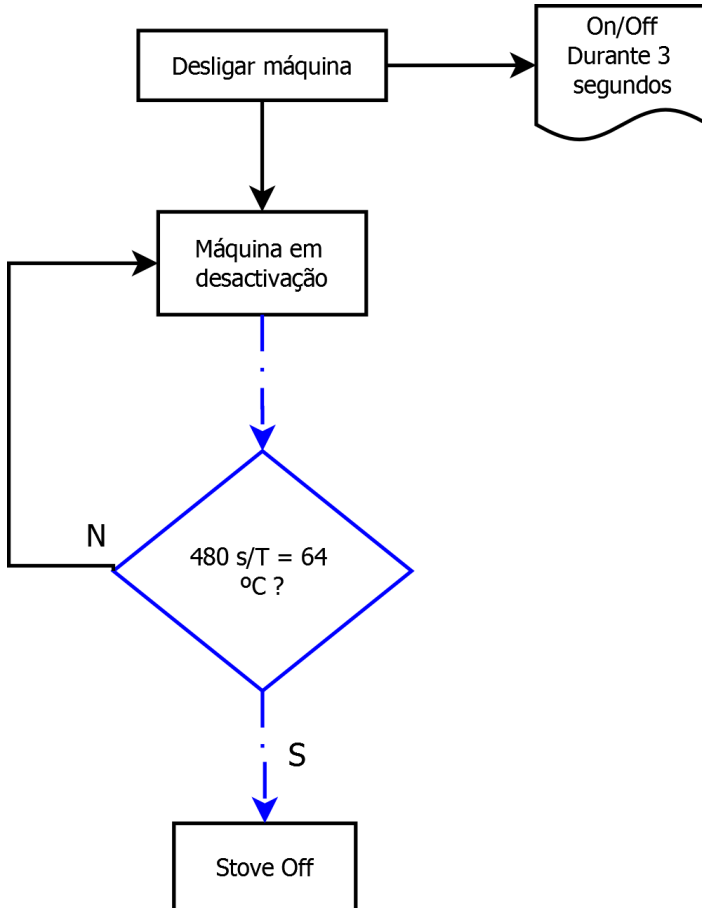 Desligar máquina
On/Off
Durante 3
segundos
Máquina em
desactivação
N
480 s/T = 64
ºC ?
S
Stove Off